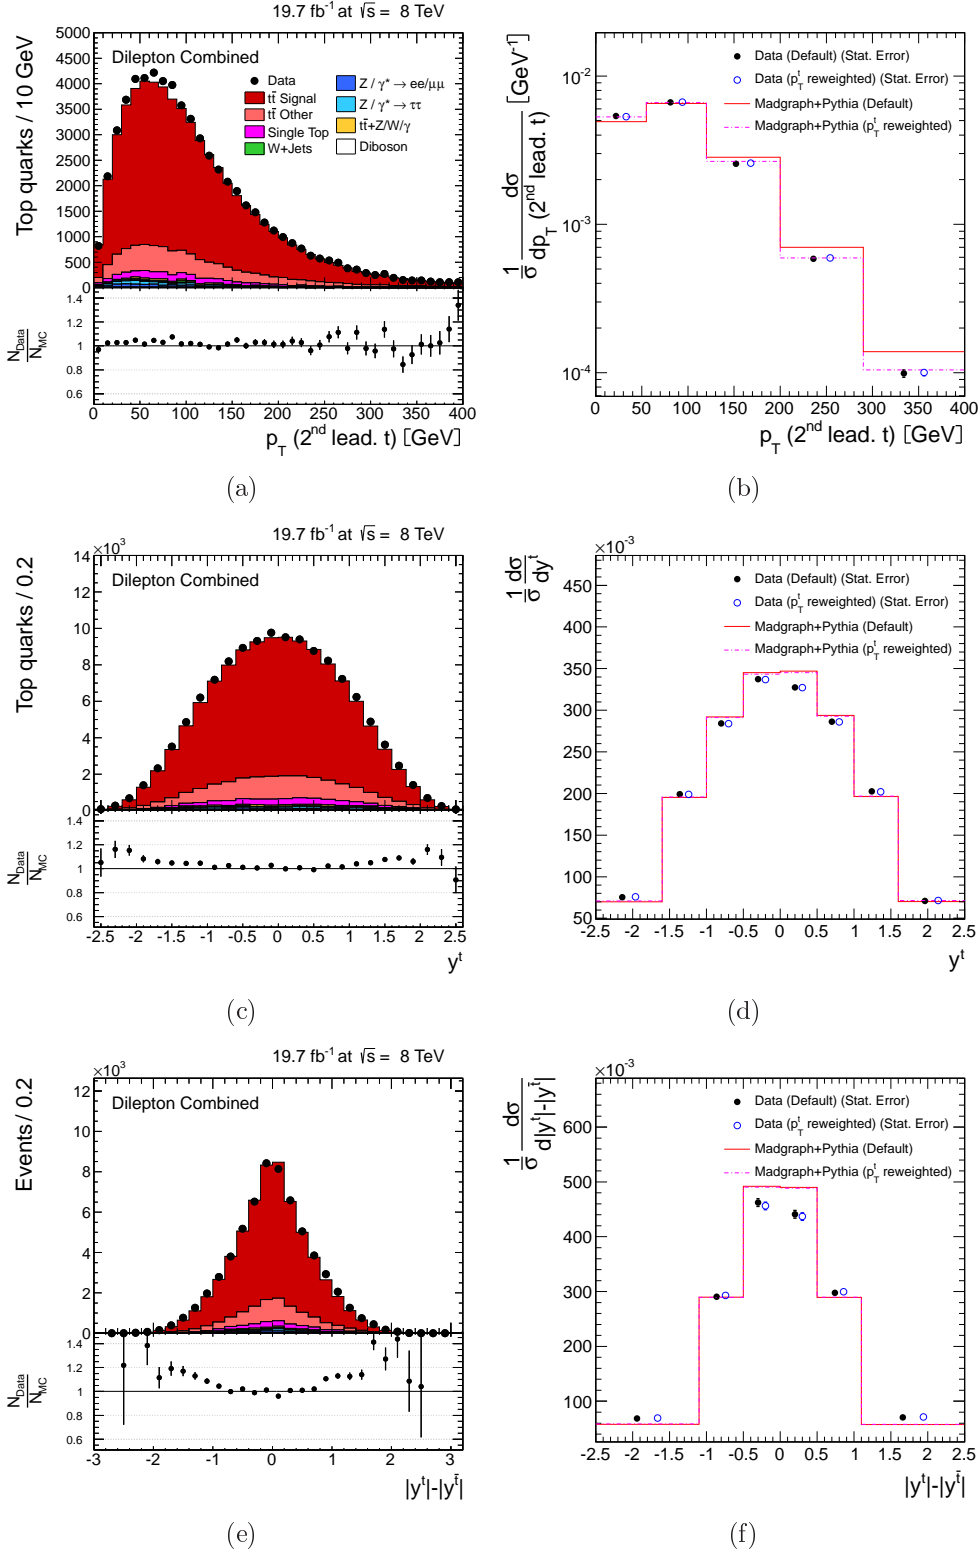 19.7 fb⁻¹ at √s = 8 TeV
Top quarks / 10 GeV
5000
4500
4000
3500
3000
2500
2000
1500
1000
500
0
Dilepton Combined
Data
tt̄ Signal
tt̄ Other
Single Top
W+Jets
Z / γ* → ee/μμ
Z / γ* → ττ
tt̄+Z/W/γ
Diboson
N_Data / N_MC
1.4
1.2
1
0.8
0.6
0 50 100 150 200 250 300 350 400
p_T (2nd lead. t) [GeV]
(a)
1/σ dσ/dp_T (2nd lead. t) [GeV⁻¹]
10⁻²
10⁻³
10⁻⁴
Data (Default) (Stat. Error)
Data (p_T^t reweighted) (Stat. Error)
Madgraph+Pythia (Default)
Madgraph+Pythia (p_T^t reweighted)
0 50 100 150 200 250 300 350 400
p_T (2nd lead. t) [GeV]
(b)
19.7 fb⁻¹ at √s = 8 TeV
×10³
Top quarks / 0.2
14
12
10
8
6
4
2
0
Dilepton Combined
N_Data / N_MC
1.4
1.2
1
0.8
0.6
-2.5 -2 -1.5 -1 -0.5 0 0.5 1 1.5 2 2.5
y^t
(c)
×10⁻³
1/σ dσ/dy^t
450
400
350
300
250
200
150
100
50
Data (Default) (Stat. Error)
Data (p_T^t reweighted) (Stat. Error)
Madgraph+Pythia (Default)
Madgraph+Pythia (p_T^t reweighted)
-2.5 -2 -1.5 -1 -0.5 0 0.5 1 1.5 2 2.5
y^t
(d)
19.7 fb⁻¹ at √s = 8 TeV
×10³
Events / 0.2
12
10
8
6
4
2
0
Dilepton Combined
N_Data / N_MC
1.4
1.2
1
0.8
0.6
-3 -2 -1 0 1 2 3
|y^t|-|y^t̄|
(e)
×10⁻³
1/σ dσ/d|y^t|-|y^t̄|
600
500
400
300
200
100
Data (Default) (Stat. Error)
Data (p_T^t reweighted) (Stat. Error)
Madgraph+Pythia (Default)
Madgraph+Pythia (p_T^t reweighted)
-2.5 -2 -1.5 -1 -0.5 0 0.5 1 1.5 2 2.5
|y^t|-|y^t̄|
(f)